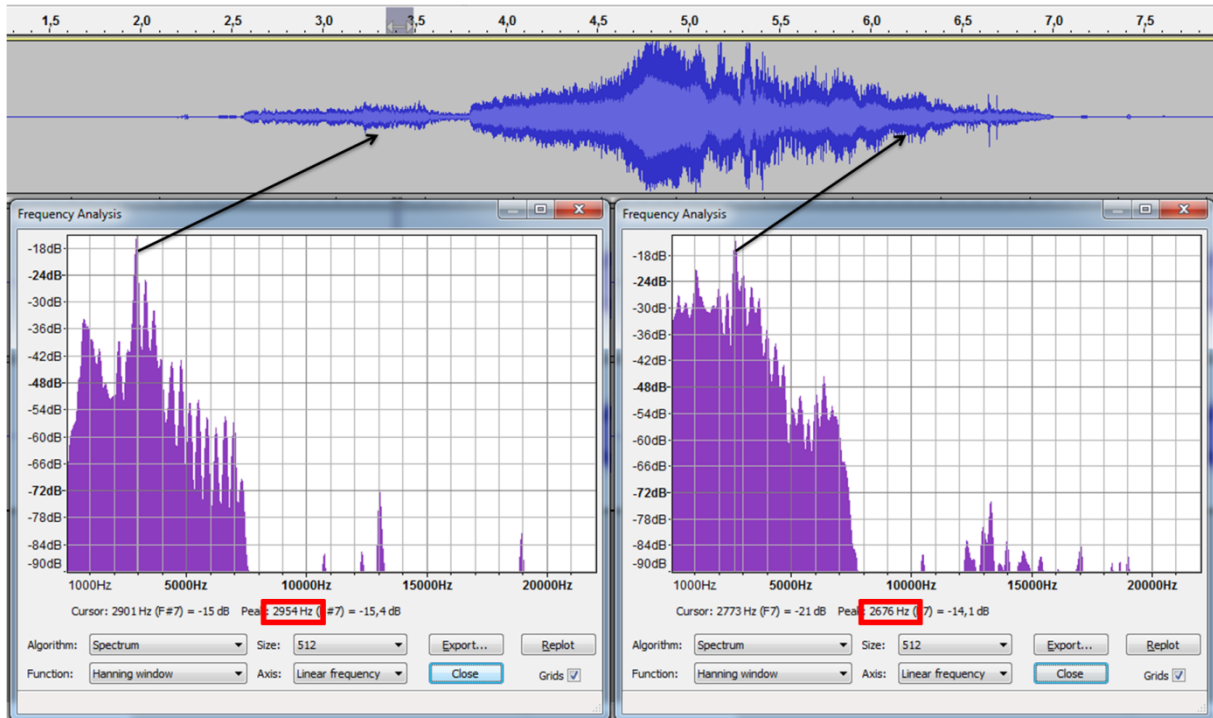 1,5 2,0 2,5 3,0 3,5 4,0 4,5 5,0 5,5 6,0 6,5 7,0 7,5
Frequency Analysis
-18dB
-24dB
-30dB
-36dB
-42dB
-48dB
-54dB
-60dB
-66dB
-72dB
-78dB
-84dB
-90dB
1000Hz 5000Hz 10000Hz 15000Hz 20000Hz
Cursor: 2901 Hz (F#7) = -15 dB Peak: 2954 Hz (F#7) = -15,4 dB
Algorithm: Spectrum Size: 512 Export... Replot
Function: Hanning window Axis: Linear frequency Close Grids
Frequency Analysis
-18dB
-24dB
-30dB
-36dB
-42dB
-48dB
-54dB
-60dB
-66dB
-72dB
-78dB
-84dB
-90dB
1000Hz 5000Hz 10000Hz 15000Hz 20000Hz
Cursor: 2773 Hz (F7) = -21 dB Peak: 2676 Hz (F7) = -14,1 dB
Algorithm: Spectrum Size: 512 Export... Replot
Function: Hanning window Axis: Linear frequency Close Grids